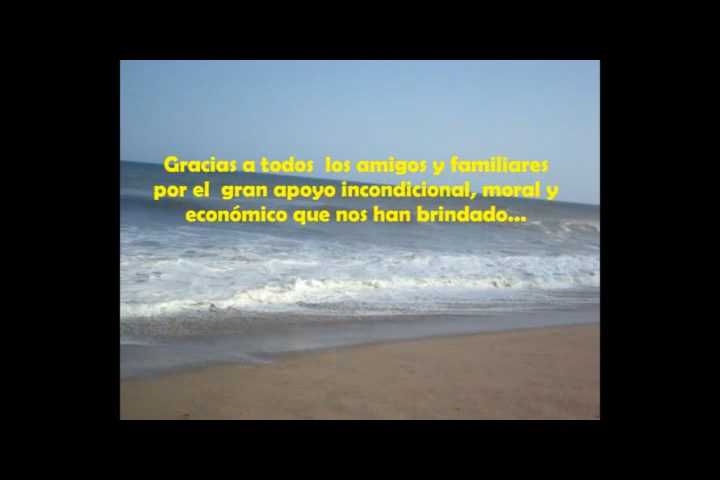 Gracias a todos  los amigos y familiares
por el  gran apoyo incondicional, moral y
económico que nos han brindado...